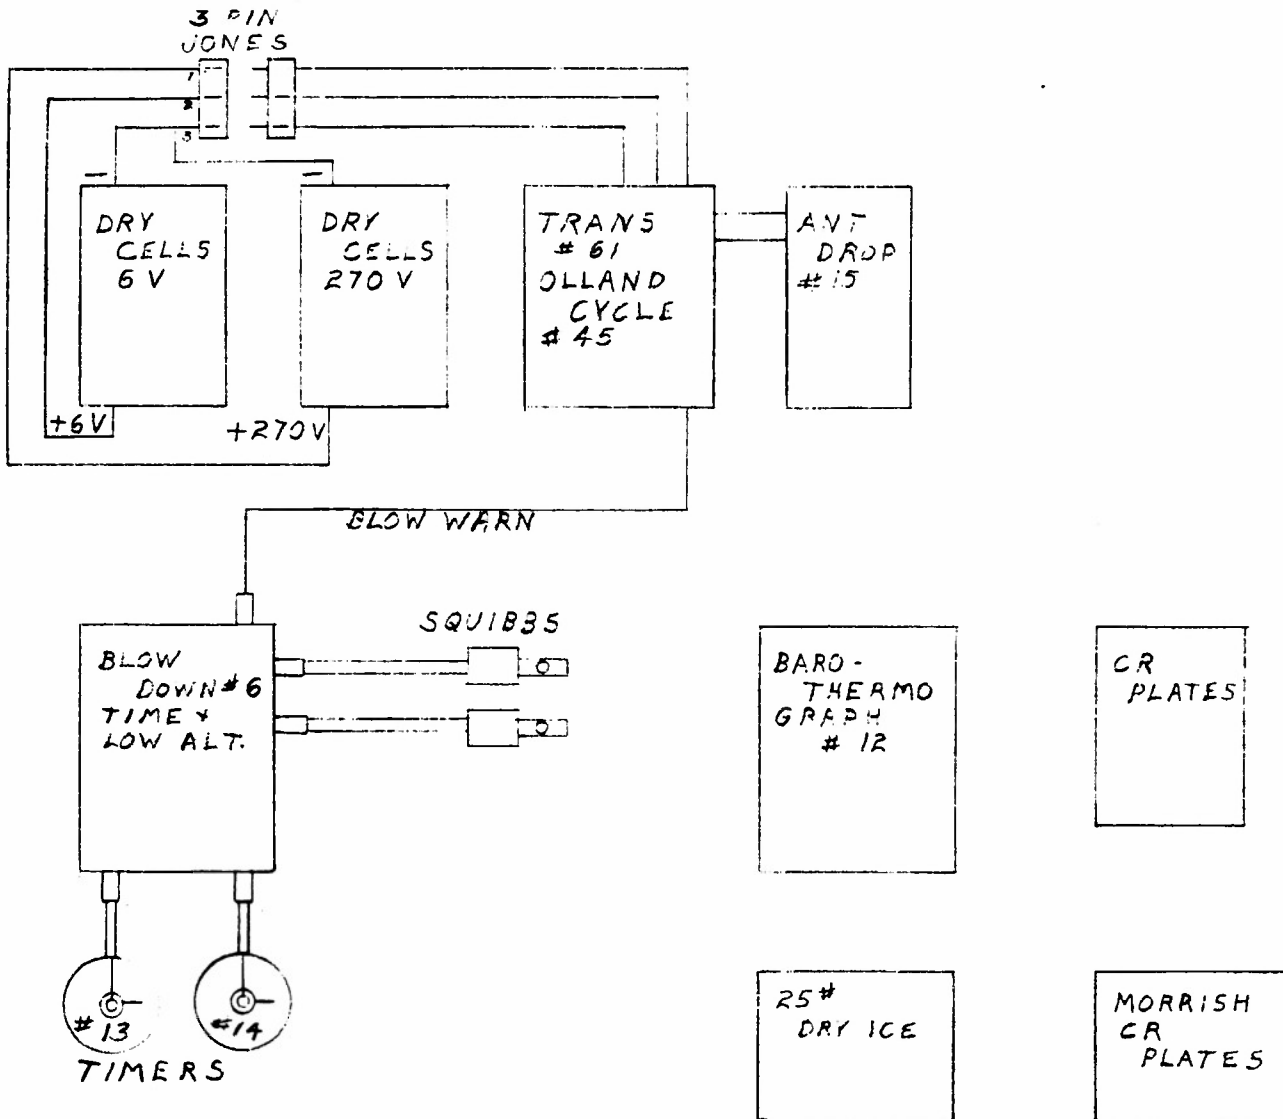 3 PIN
JONES
1
2
3
—
—
DRY
CELLS
6 V
DRY
CELLS
270 V
TRANS
# 61
OLLAND
CYCLE
# 45
ANT
DROP
# 15
+6V
+270V
BLOW WARN
SQUIBBS
BLOW
DOWN #6
TIME &
LOW ALT.
BARO-
THERMO
GRAPH
# 12
CR
PLATES
#13
#14
TIMERS
25#
DRY ICE
MORRISH
CR
PLATES